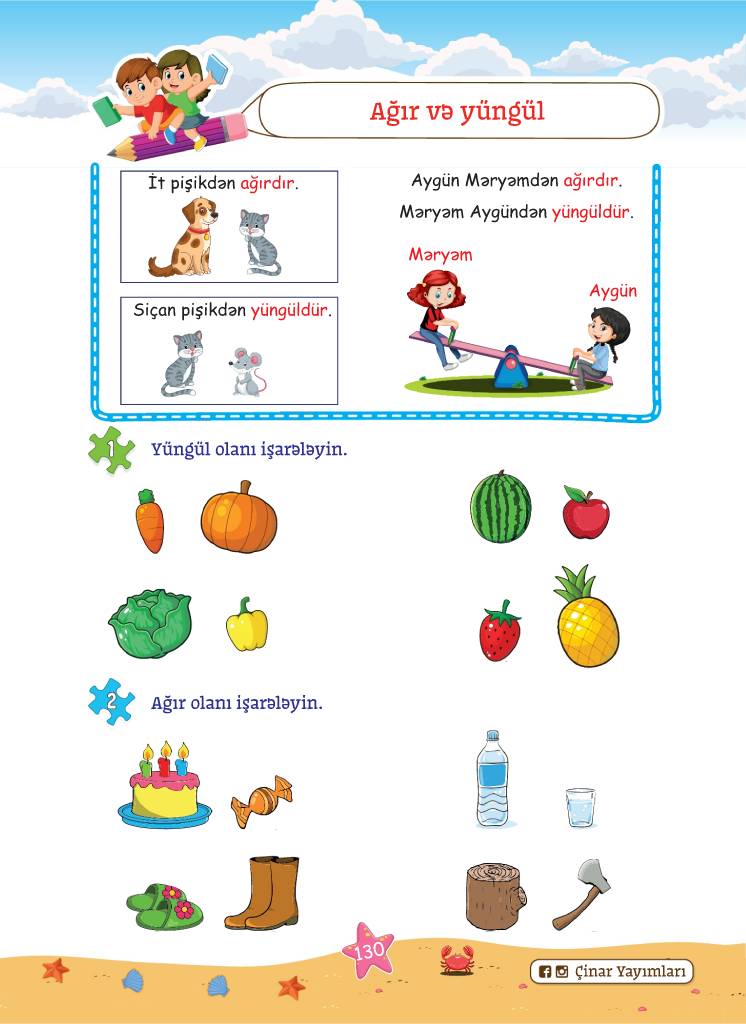 Ağır və yüngül
İt pişikdən ağırdır.
Siçan pişikdən yüngüldür.
Aygün Məryəmdən ağırdır.
Məryəm Aygündən yüngüldür.
Məryəm
Aygün
1 Yüngül olanı işarələyin.
2 Ağır olanı işarələyin.
130
Çinar Yayımları